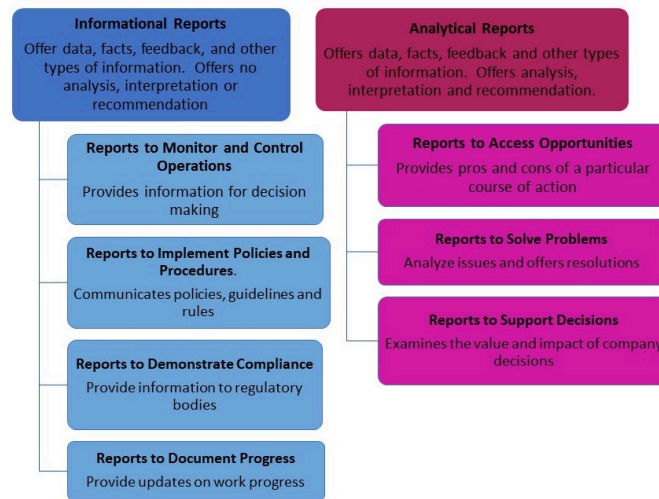 Informational Reports
Offer data, facts, feedback, and other
types of information. Offers no
analysis, interpretation or
recommendation
Reports to Monitor and Control
Operations
Provides information for decision
making
Reports to Implement Policies and
Procedures.
Communicates policies, guidelines and
rules
Reports to Demonstrate Compliance
Provide information to regulatory
bodies
Reports to Document Progress
Provide updates on work progress
Analytical Reports
Offers data, facts, feedback and other types
of information. Offers analysis,
interpretation and recommendation.
Reports to Access Opportunities
Provides pros and cons of a particular
course of action
Reports to Solve Problems
Analyze issues and offers resolutions
Reports to Support Decisions
Examines the value and impact of company
decisions